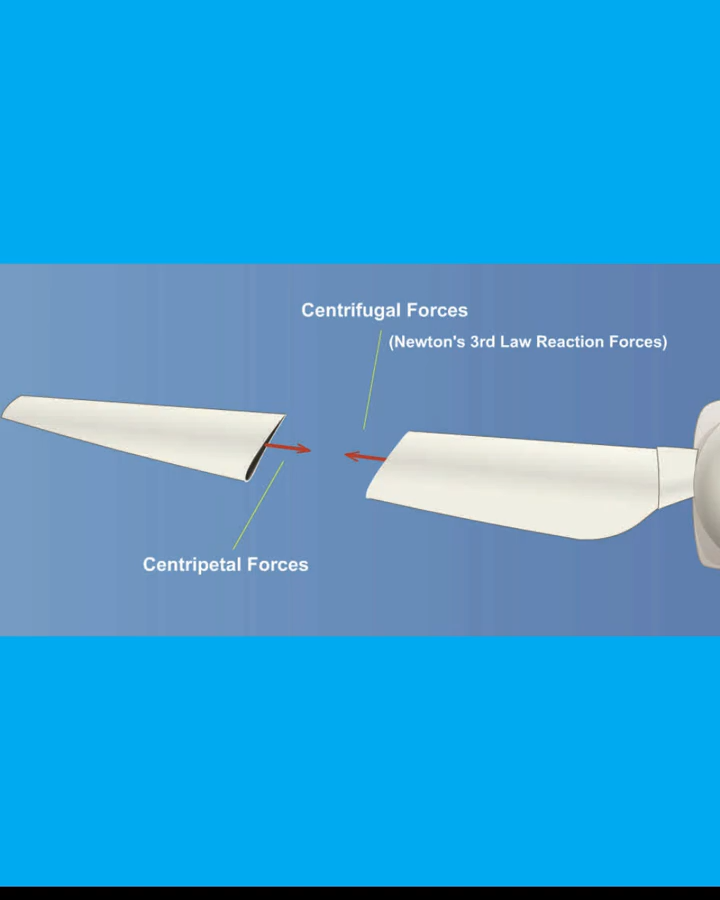 Centrifugal Forces
(Newton's 3rd Law Reaction Forces)
Centripetal Forces